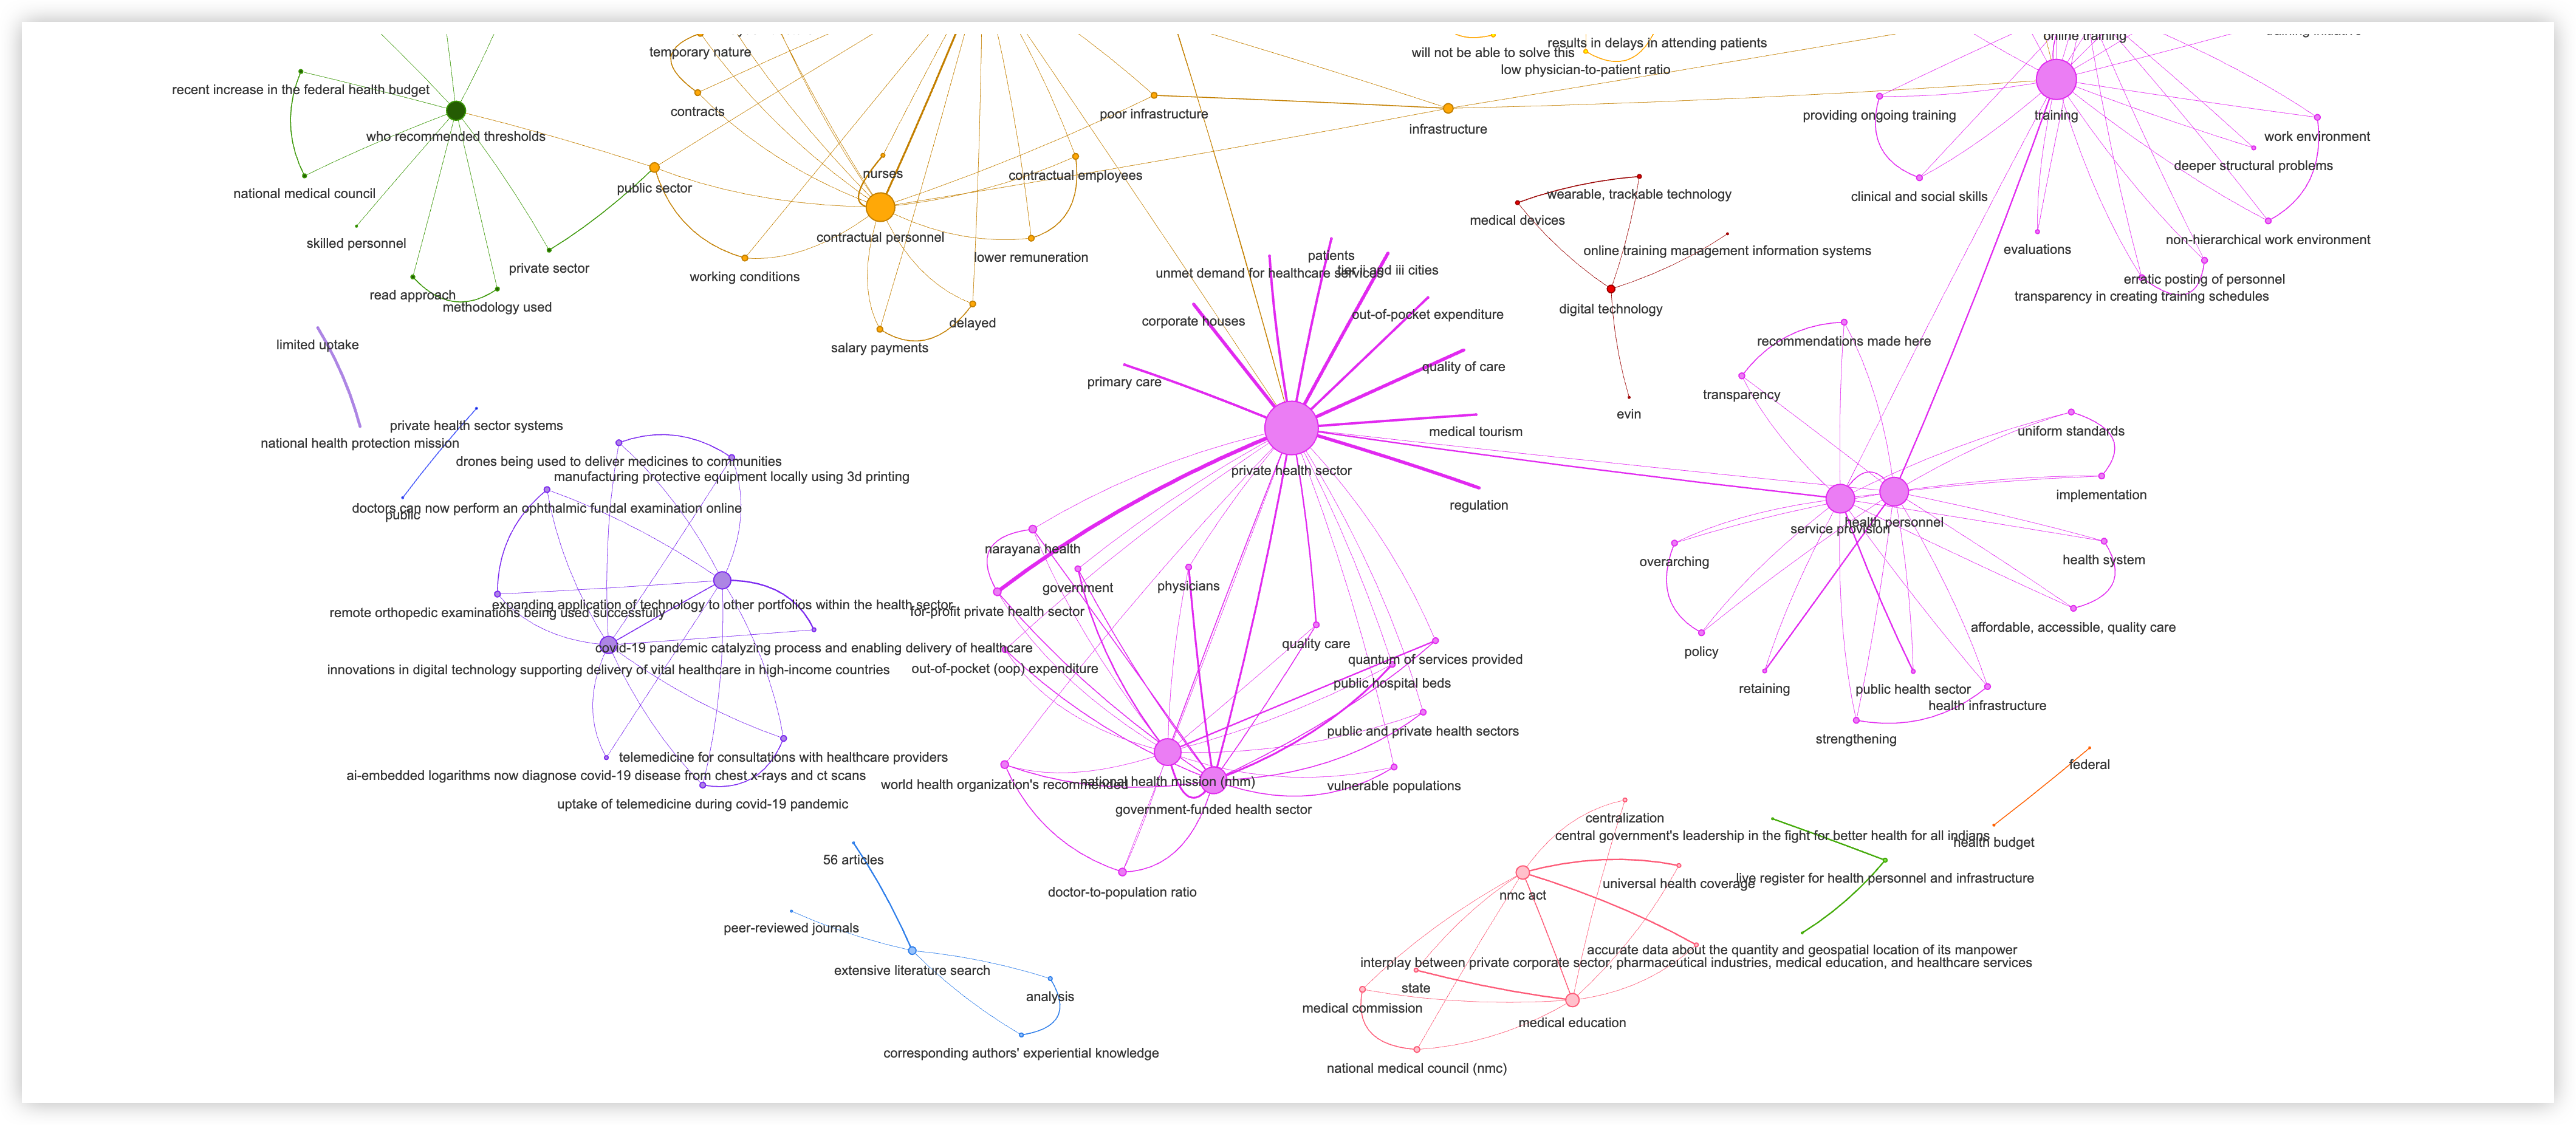 temporary nature
will not be able to solve this
results in delays in attending patients
low physician-to-patient ratio
online training
recent increase in the federal health budget
contracts
poor infrastructure
infrastructure
providing ongoing training
training
work environment
who recommended thresholds
national medical council
public sector
nurses
contractual employees
wearable, trackable technology
medical devices
deeper structural problems
clinical and social skills
skilled personnel
contractual personnel
private sector
working conditions
lower remuneration
online training management information systems
evaluations
non-hierarchical work environment
patients
unmet demand for healthcare services
tier ii and iii cities
erratic posting of personnel
transparency in creating training schedules
read approach
methodology used
delayed
salary payments
corporate houses
out-of-pocket expenditure
digital technology
limited uptake
recommendations made here
primary care
quality of care
transparency
evin
private health sector systems
national health protection mission
medical tourism
uniform standards
drones being used to deliver medicines to communities
manufacturing protective equipment locally using 3d printing
private health sector
regulation
implementation
doctors can now perform an ophthalmic fundal examination online
public
service provision
health personnel
narayana health
government
physicians
overarching
health system
remote orthopedic examinations being used successfully
expanding application of technology to other portfolios within the health sector
for-profit private health sector
covid-19 pandemic catalyzing process and enabling delivery of healthcare
quality care
quantum of services provided
affordable, accessible, quality care
innovations in digital technology supporting delivery of vital healthcare in high-income countries
out-of-pocket (oop) expenditure
public hospital beds
policy
retaining
public health sector
health infrastructure
public and private health sectors
strengthening
telemedicine for consultations with healthcare providers
ai-embedded logarithms now diagnose covid-19 disease from chest x-rays and ct scans
world health organization's recommended
national health mission (nhm)
vulnerable populations
federal
uptake of telemedicine during covid-19 pandemic
government-funded health sector
centralization
central government's leadership in the fight for better health for all indians
health budget
56 articles
doctor-to-population ratio
nmc act
universal health coverage
live register for health personnel and infrastructure
peer-reviewed journals
extensive literature search
accurate data about the quantity and geospatial location of its manpower
interplay between private corporate sector, pharmaceutical industries, medical education, and healthcare services
analysis
state
medical commission
medical education
corresponding authors' experiential knowledge
national medical council (nmc)